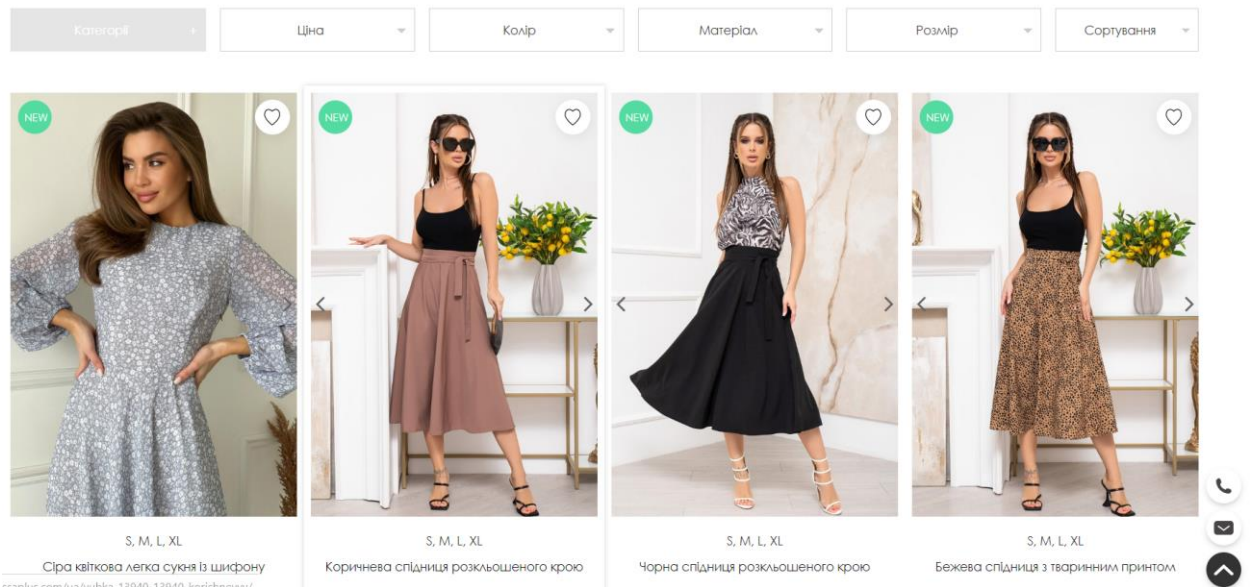 Категорії +
Ціна
Колір
Матеріал
Розмір
Сортування
NEW
NEW
NEW
NEW
S, M, L, XL
S, M, L, XL
S, M, L, XL
S, M, L, XL
Сіра квіткова легка сукня із шифону
Коричнева спідниця розкльошеного крою
Чорна спідниця розкльошеного крою
Бежева спідниця з тваринним принтом